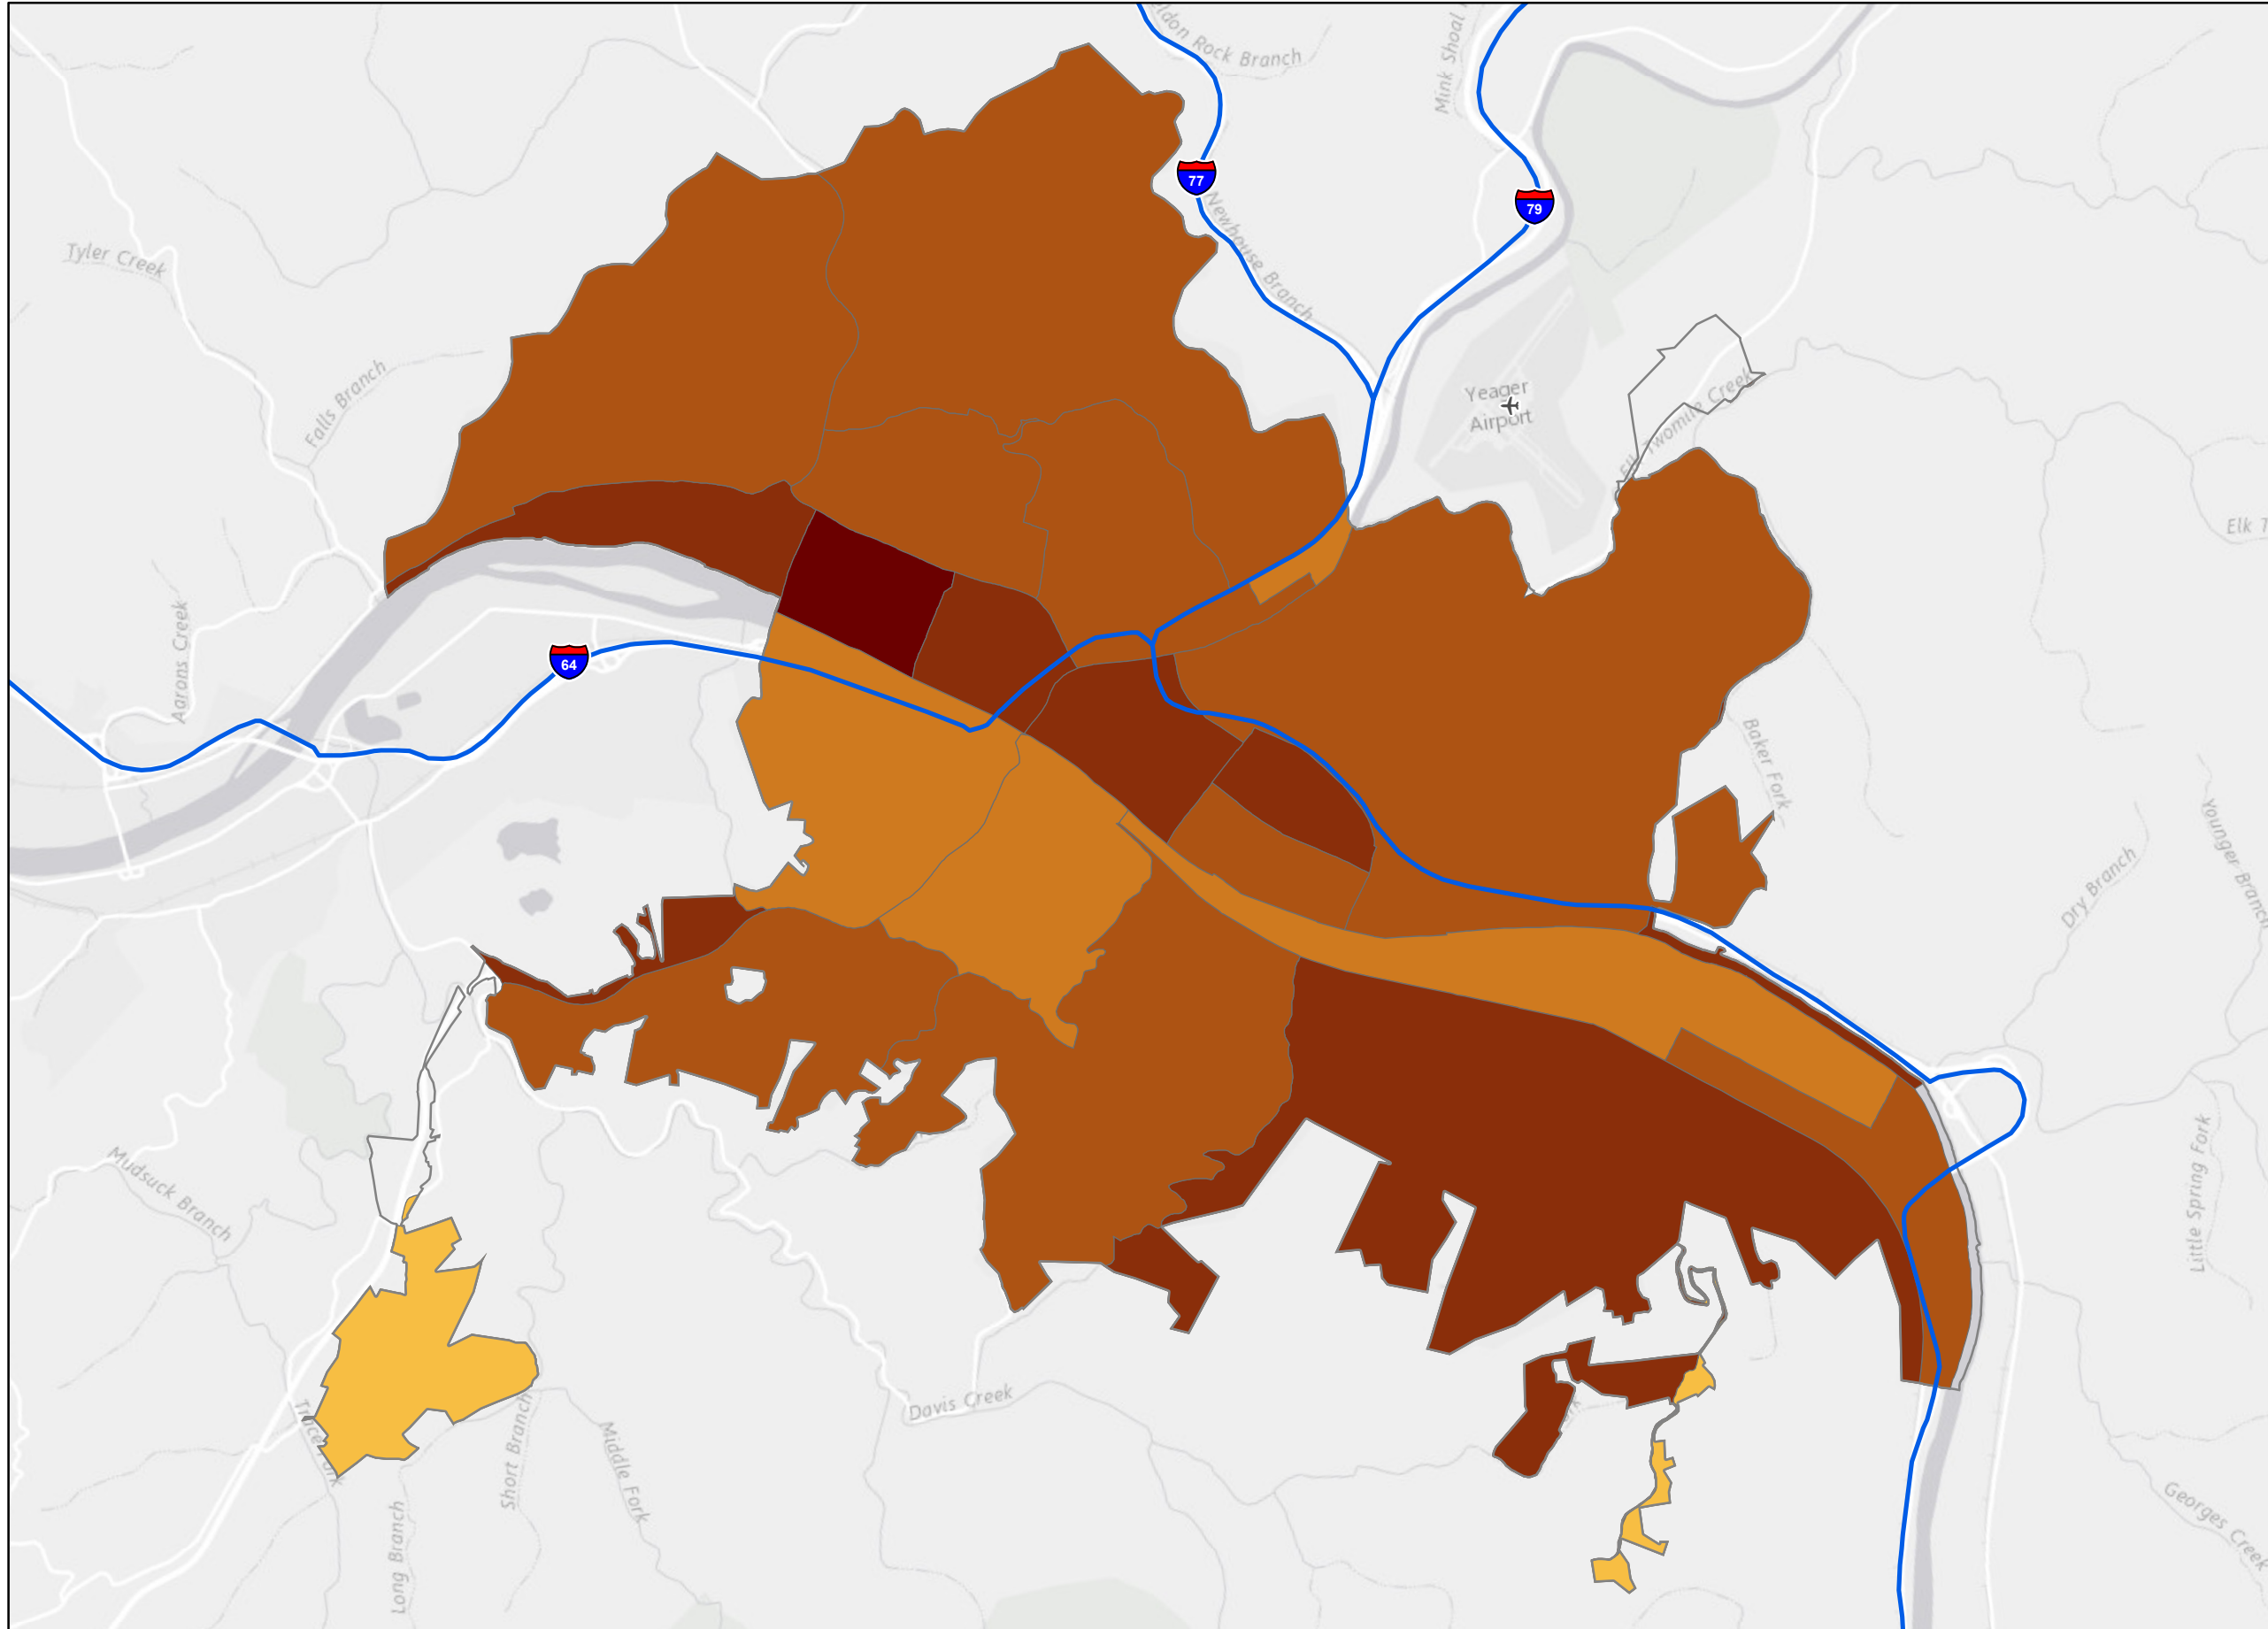 Mink Shoal
Rock Branch
77
79
Newhouse Branch
Tyler Creek
Falls Branch
Yeager
Airport
Elk Twomile Creek
Elk T
Aarons Creek
64
Baker Fork
Younger Branch
Dry Branch
Mudsuck Branch
Little Spring Fork
Davis Creek
Short Branch
Middle Fork
Long Branch
Georges Creek